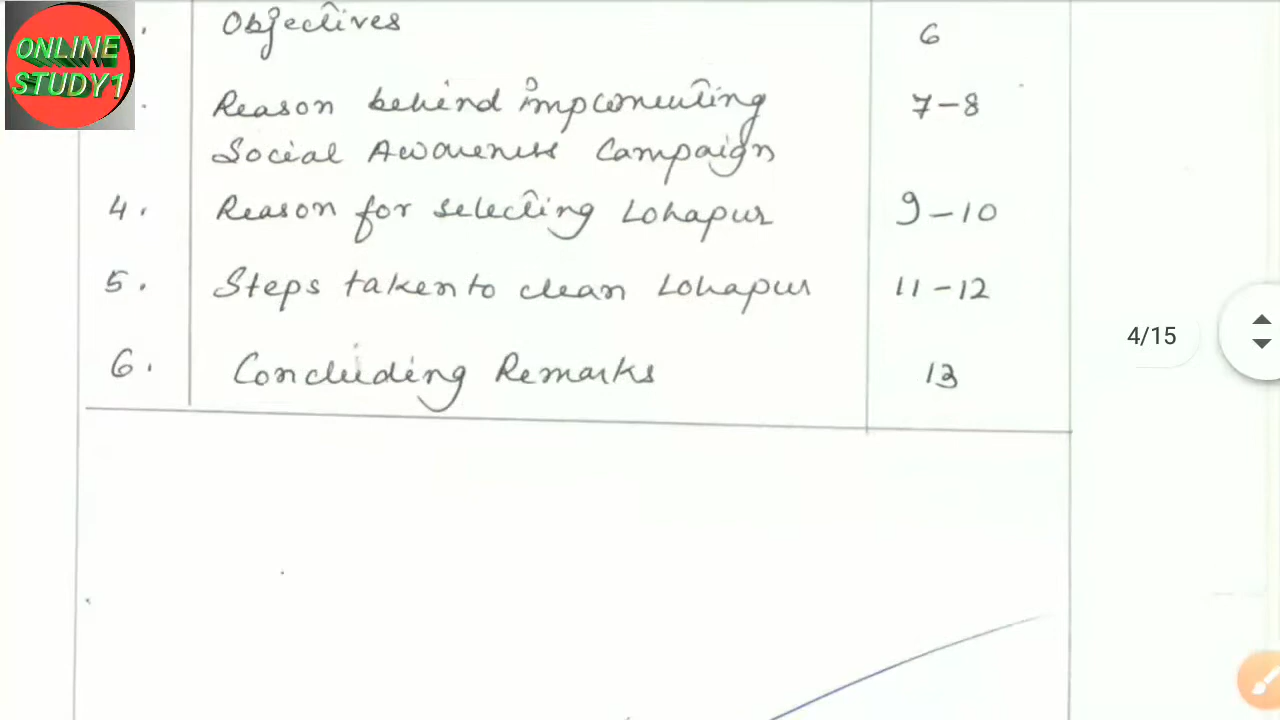 ONLINE
STUDY1
. Objectives 6
. Reason behind Implementing 7-8
Social Awareness Campaign
4. Reason for selecting Lohapur 9-10
5. Steps taken to clean Lohapur 11-12
4/15
6. Concluding Remarks 13